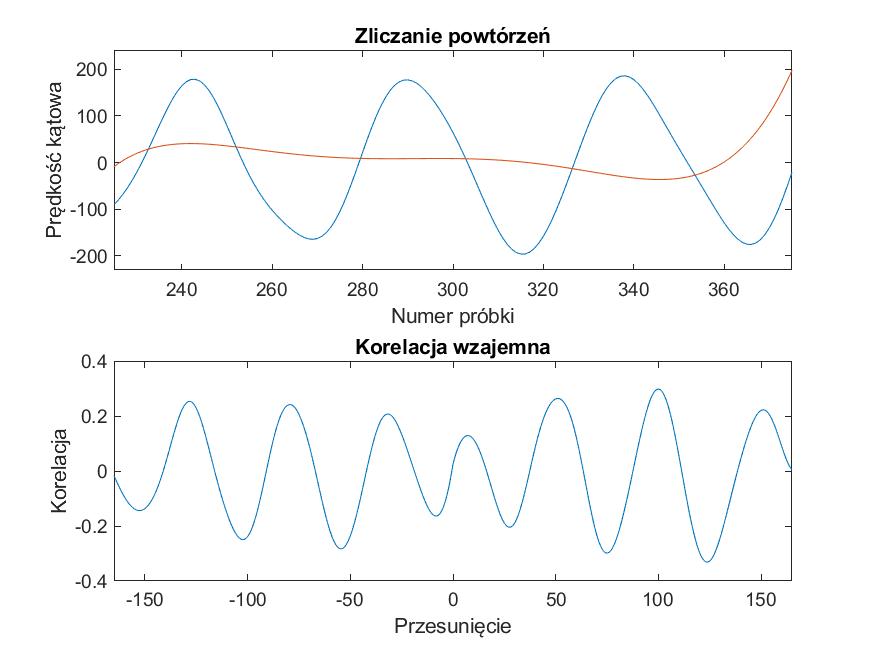 Zliczanie powtórzeń
200
100
0
-100
-200
Prędkość kątowa
240 260 280 300 320 340 360
Numer próbki
Korelacja wzajemna
0.4
0.2
0
-0.2
-0.4
Korelacja
-150 -100 -50 0 50 100 150
Przesunięcie